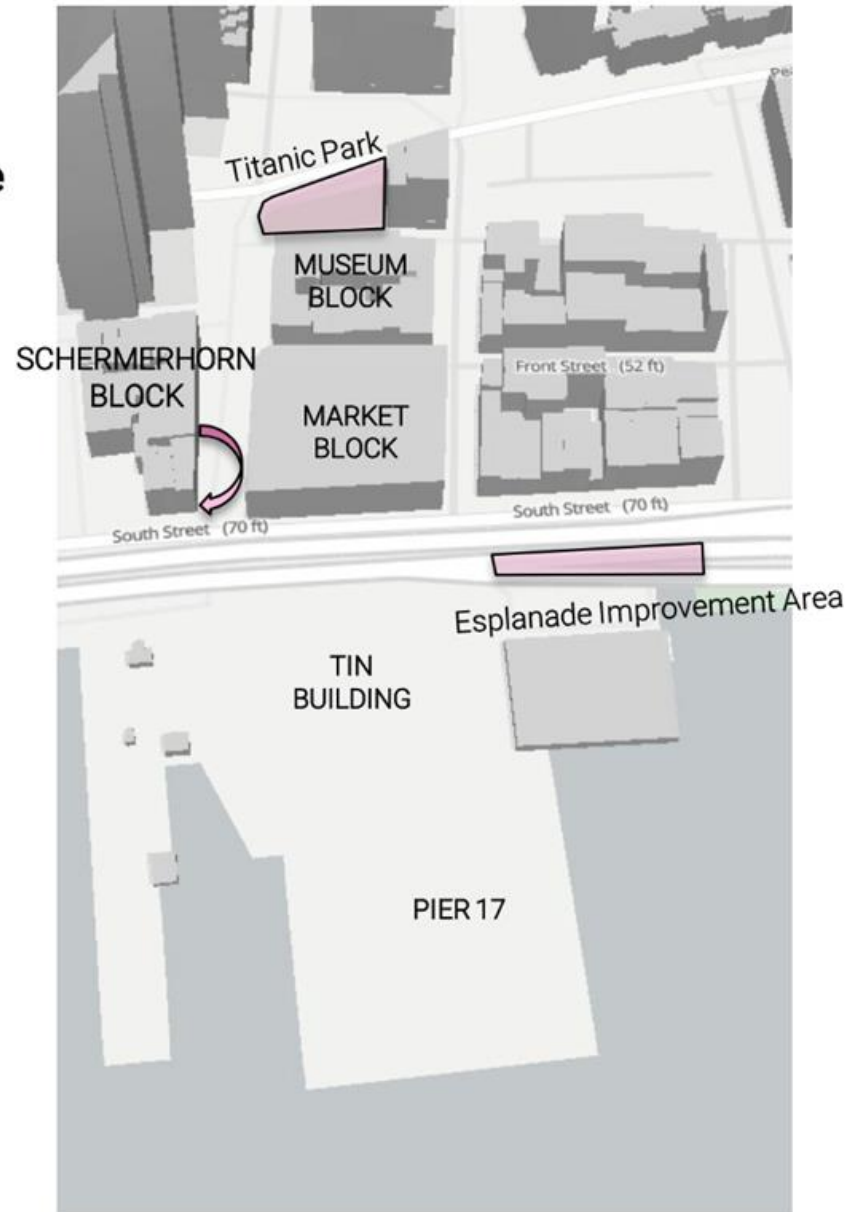 Titanic Park
MUSEUM
BLOCK
SCHERMERHORN
BLOCK
MARKET
BLOCK
Front Street (52 ft)
South Street (70 ft)
South Street (70 ft)
Esplanade Improvement Area
TIN
BUILDING
PIER 17